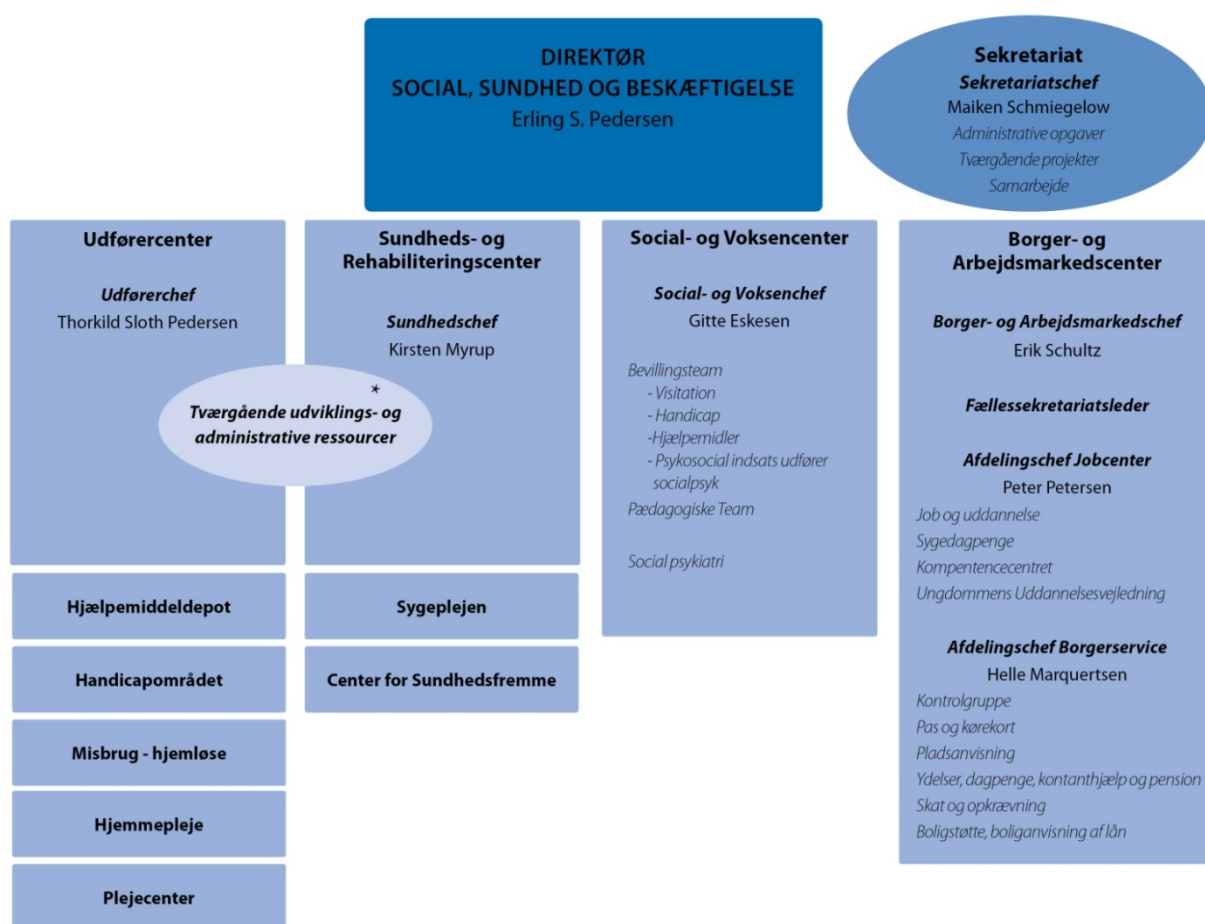 DIREKTØR
SOCIAL, SUNDHED OG BESKÆFTIGELSE
Erling S. Pedersen
Sekretariat
Sekretariatschef
Maiken Schmiegelow
Administrative opgaver
Tværgående projekter
Samarbejde
Udførercenter
Udførerchef
Thorkild Sloth Pedersen
Sundheds- og
Rehabiliteringscenter
Sundhedschef
Kirsten Myrup
*
Tværgående udviklings- og
administrative ressourcer
Hjælpemiddeldepot
Handicapområdet
Misbrug - hjemløse
Hjemmepleje
Plejecenter
Sygeplejen
Center for Sundhedsfremme
Social- og Voksencenter
Social- og Voksenchef
Gitte Eskesen
Bevillingsteam
- Visitation
- Handicap
-Hjælpemidler
- Psykosocial indsats udfører
socialpsyk
Pædagogiske Team
Social psykiatri
Borger- og
Arbejdsmarkedscenter
Borger- og Arbejdsmarkedschef
Erik Schultz
Fællessekretariatsleder
Afdelingschef Jobcenter
Peter Petersen
Job og uddannelse
Sygedagpenge
Kompentencecentret
Ungdommens Uddannelsesvejledning
Afdelingschef Borgerservice
Helle Marquertsen
Kontrolgruppe
Pas og kørekort
Pladsanvisning
Ydelser, dagpenge, kontanthjælp og pension
Skat og opkrævning
Boligstøtte, boliganvisning af lån